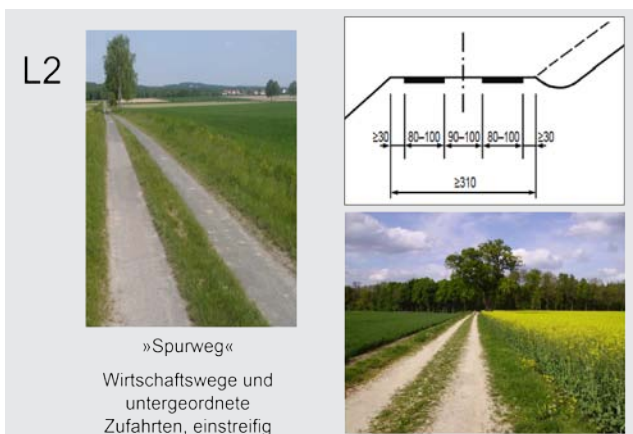 L2
»Spurweg«
Wirtschaftswege und
untergeordnete
Zufahrten, einstreifig
≥30 80–100 90–100 80–100 ≥30
≥310